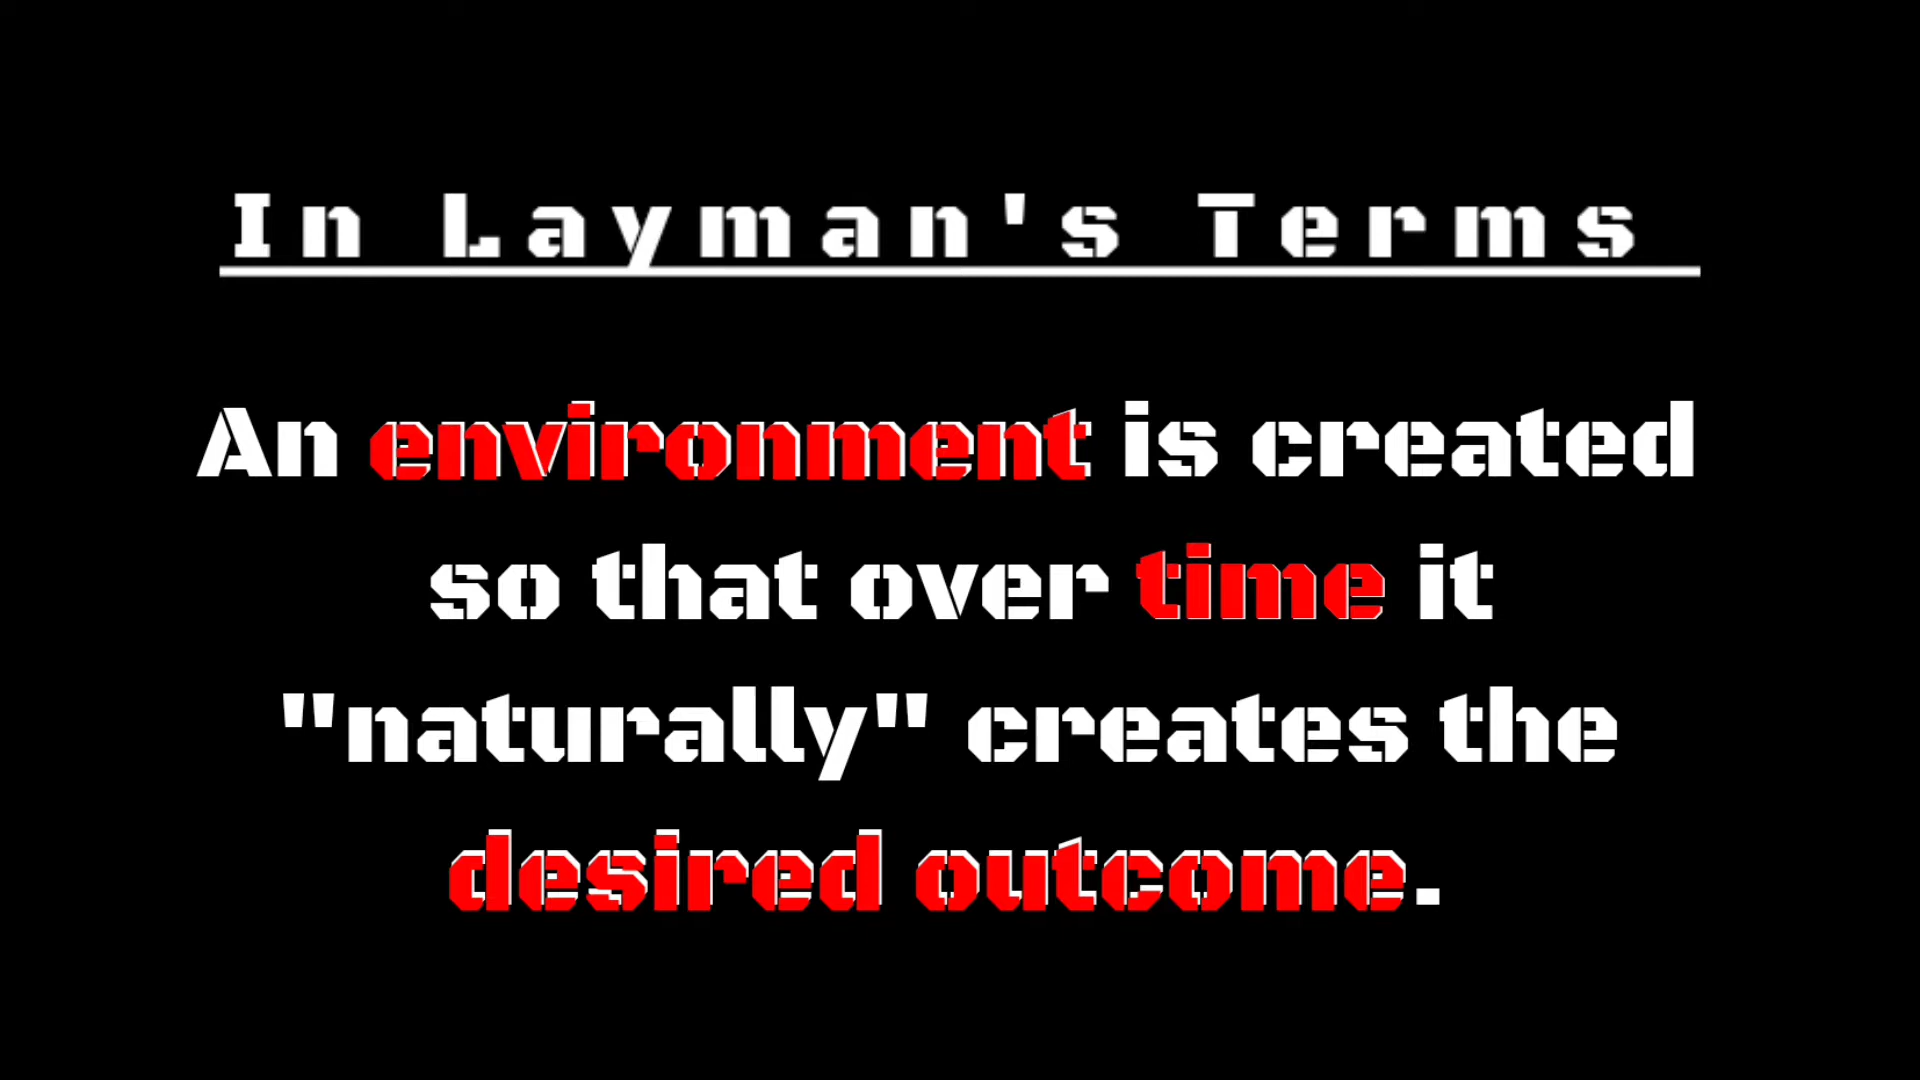 In Layman's Terms
An environment is created
so that over time it
"naturally" creates the
desired outcome.